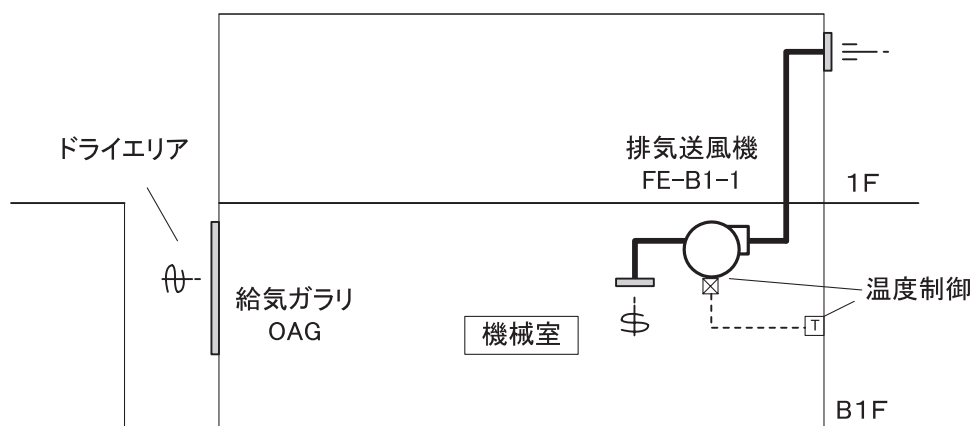 ドライエリア
排気送風機
FE-B1-1
1F
給気ガラリ
OAG
機械室
温度制御
T
B1F